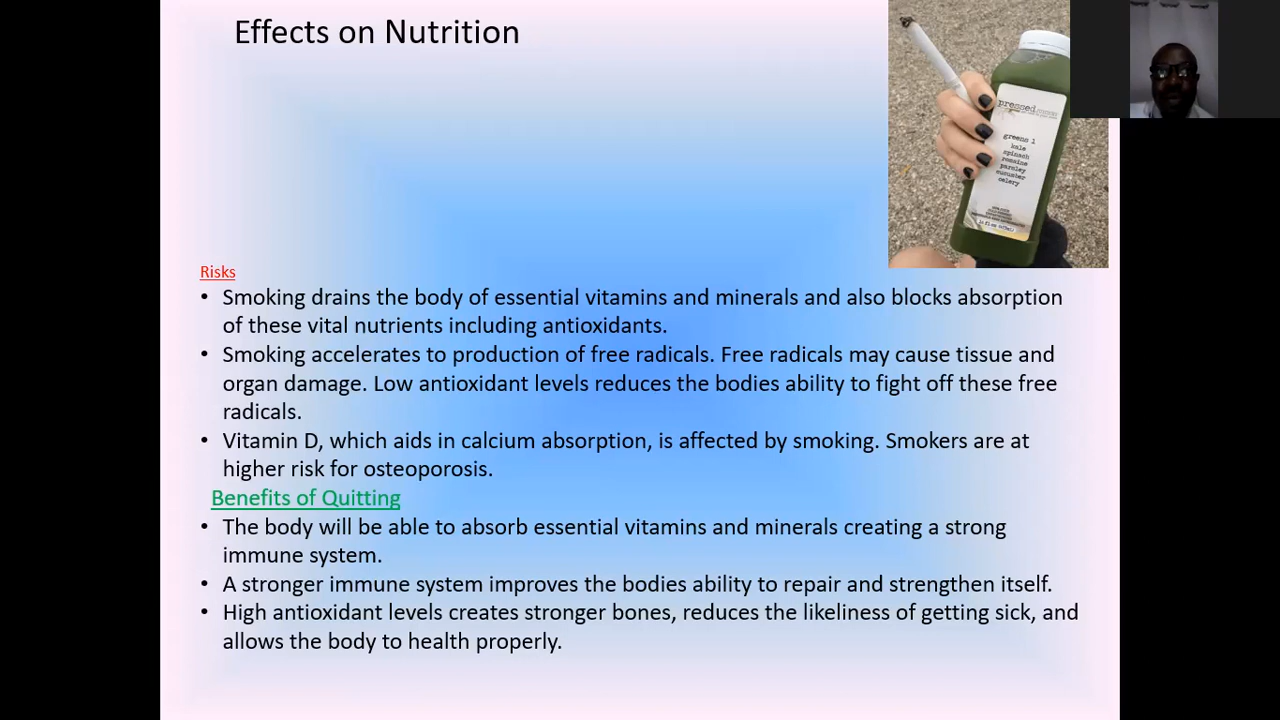 Effects on Nutrition
pressed
greens 1
kale
spinach
romaine
parsley
cucumber
celery
Risks
• Smoking drains the body of essential vitamins and minerals and also blocks absorption
of these vital nutrients including antioxidants.
• Smoking accelerates to production of free radicals. Free radicals may cause tissue and
organ damage. Low antioxidant levels reduces the bodies ability to fight off these free
radicals.
• Vitamin D, which aids in calcium absorption, is affected by smoking. Smokers are at
higher risk for osteoporosis.
Benefits of Quitting
• The body will be able to absorb essential vitamins and minerals creating a strong
immune system.
• A stronger immune system improves the bodies ability to repair and strengthen itself.
• High antioxidant levels creates stronger bones, reduces the likeliness of getting sick, and
allows the body to health properly.